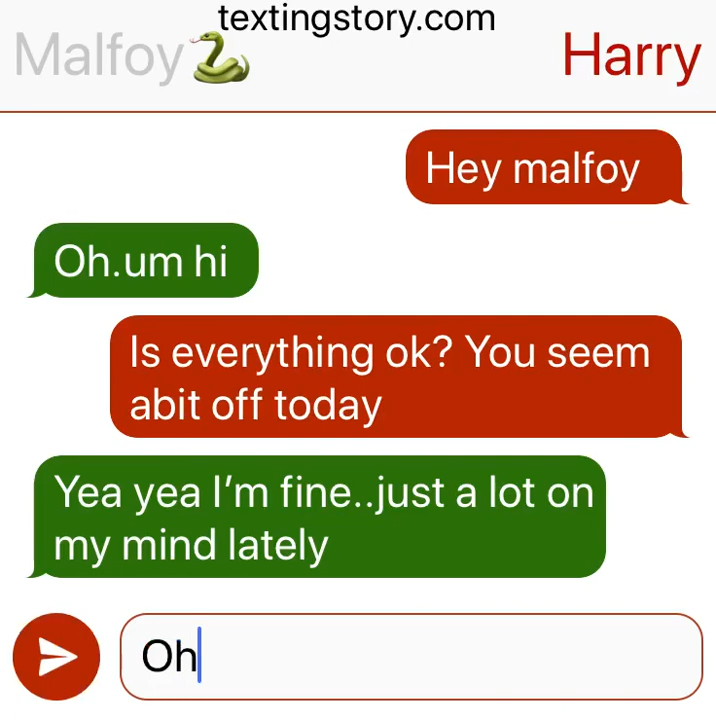 textingstory.com
Malfoy🐍
Harry
Hey malfoy
Oh.um hi
Is everything ok? You seem
abit off today
Yea yea I’m fine..just a lot on
my mind lately
Oh